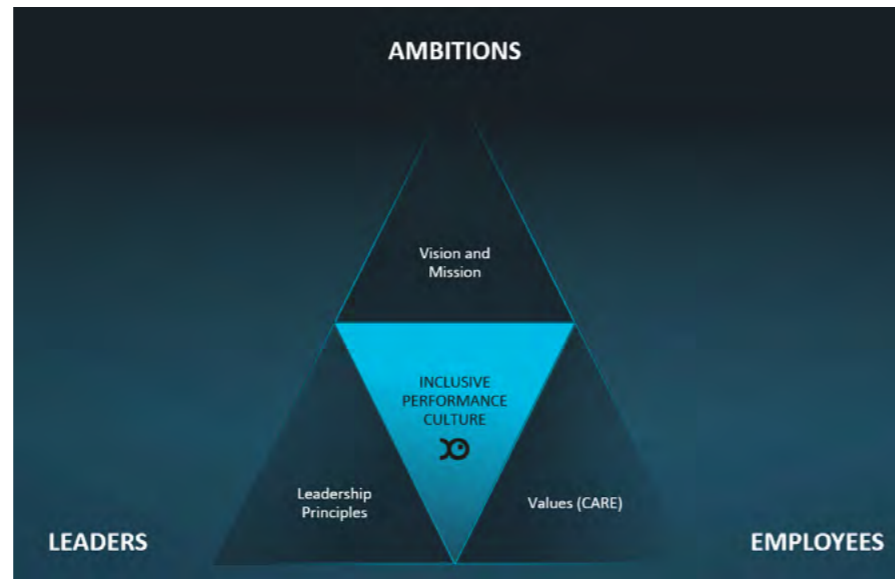 AMBITIONS
Vision and
Mission
INCLUSIVE
PERFORMANCE
CULTURE
Leadership
Principles
Values (CARE)
LEADERS
EMPLOYEES